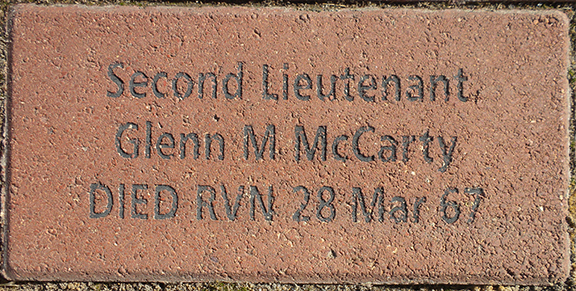 Second Lieutenant
Glenn M McCarty
DIED RVN 28 Mar 67